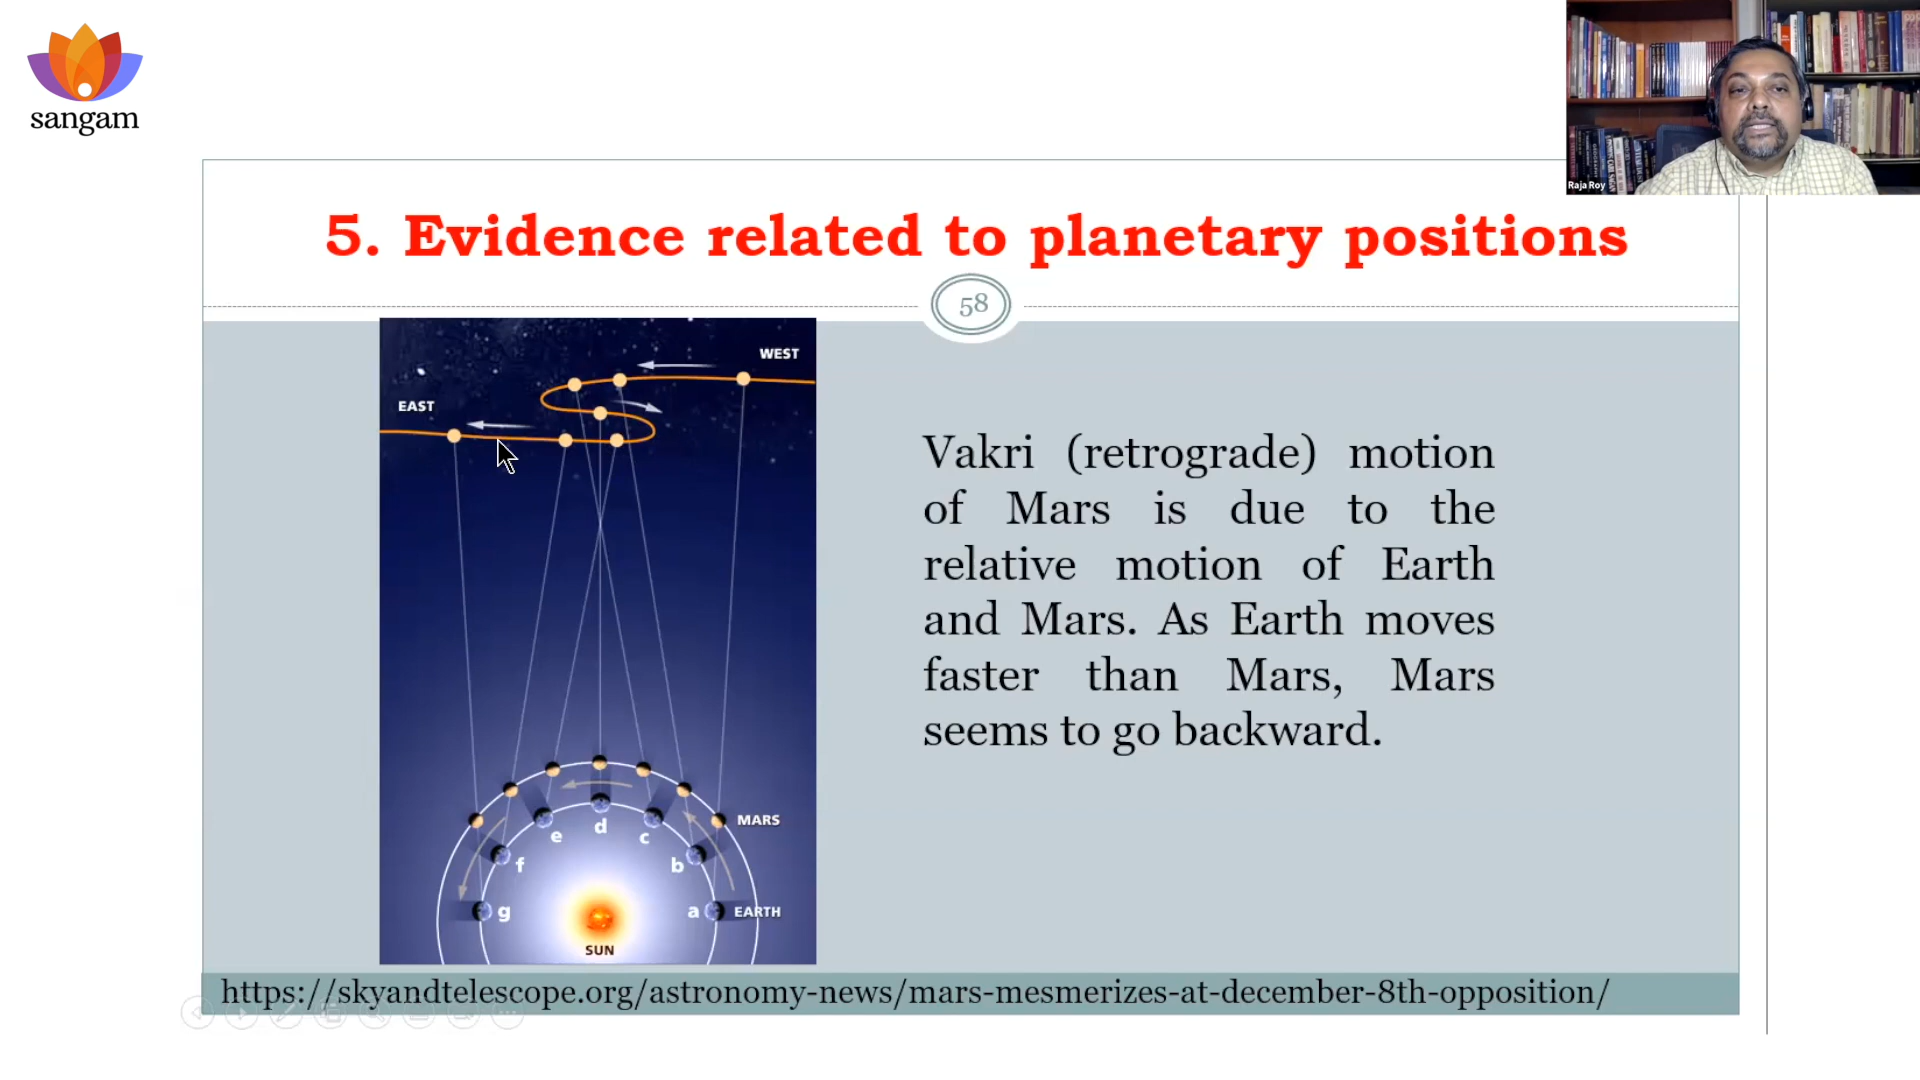 sangam
Raja Roy
5. Evidence related to planetary positions
58
WEST
EAST
MARS
e
d
c
f
b
g
a
EARTH
SUN
Vakri (retrograde) motion
of Mars is due to the
relative motion of Earth
and Mars. As Earth moves
faster than Mars, Mars
seems to go backward.
https://skyandtelescope.org/astronomy-news/mars-mesmerizes-at-december-8th-opposition/